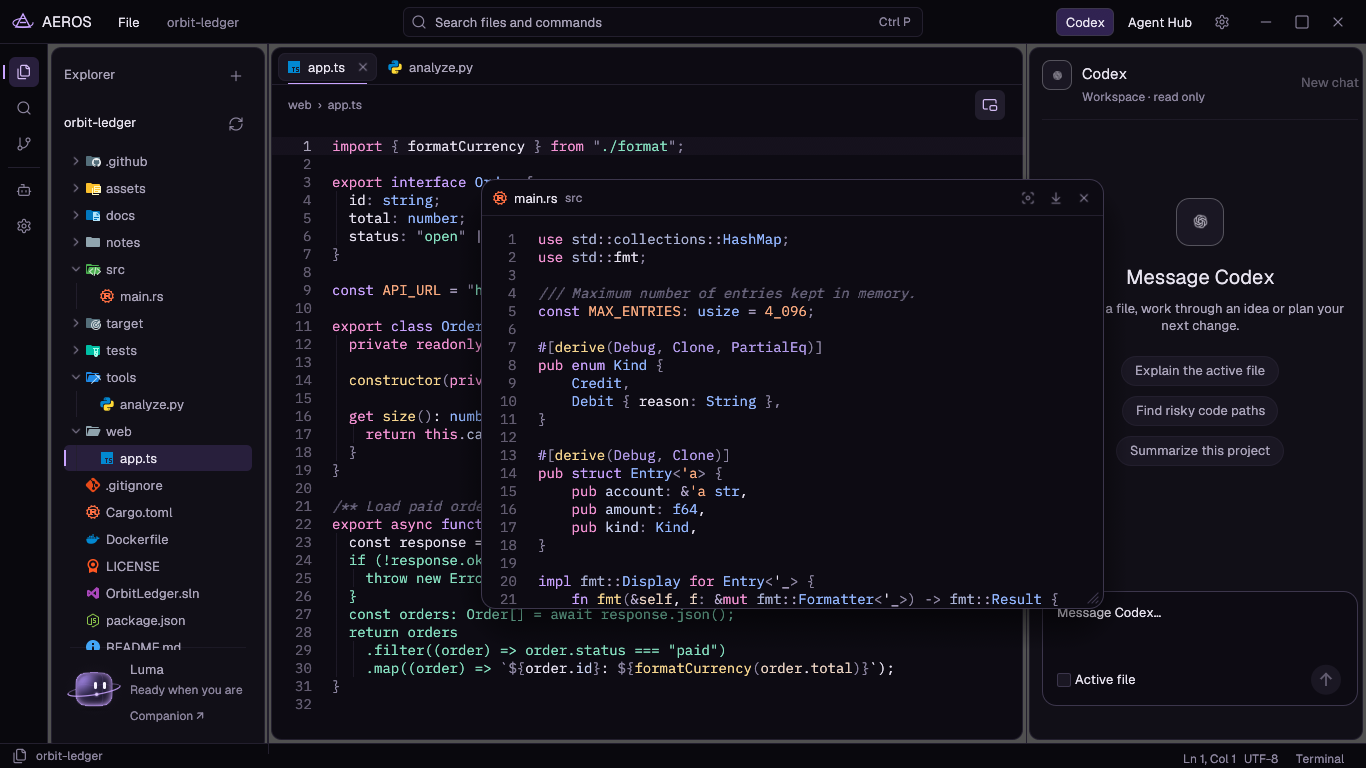 AEROS File orbit-ledger
Search files and commands Ctrl P
Codex Agent Hub
Explorer
orbit-ledger
.github
assets
docs
notes
src
main.rs
target
tests
tools
analyze.py
web
app.ts
.gitignore
Cargo.toml
Dockerfile
LICENSE
OrbitLedger.sln
package.json
README.md
Luma
Ready when you are
Companion ↗
app.ts
analyze.py
web › app.ts
1 import { formatCurrency } from "./format";
2
3 export interface Or
4 id: string;
5 total: number;
6 status: "open" |
7 }
8
9 const API_URL = "h
10
11 export class Order
12 private readonly
13
14 constructor(priv
15
16 get size(): numb
17 return this.ca
18 }
19 }
20
21 /** Load paid orde
22 export async funct
23 const response =
24 if (!response.ok
25 throw new Erro
26 }
27 const orders: Order[] = await response.json();
28 return orders
29 .filter((order) => order.status === "paid")
30 .map((order) => `${order.id}: ${formatCurrency(order.total)}`);
31 }
32
main.rs src
1 use std::collections::HashMap;
2 use std::fmt;
3
4 /// Maximum number of entries kept in memory.
5 const MAX_ENTRIES: usize = 4_096;
6
7 #[derive(Debug, Clone, PartialEq)]
8 pub enum Kind {
9 Credit,
10 Debit { reason: String },
11 }
12
13 #[derive(Debug, Clone)]
14 pub struct Entry<'a> {
15 pub account: &'a str,
16 pub amount: f64,
17 pub kind: Kind,
18 }
19
20 impl fmt::Display for Entry<'_> {
21 fn fmt(&self, f: &mut fmt::Formatter<'_>) -> fmt::Result {
Codex
Workspace · read only
New chat
Message Codex
a file, work through an idea or plan your
next change.
Explain the active file
Find risky code paths
Summarize this project
Message Codex…
Active file
orbit-ledger
Ln 1, Col 1 UTF-8 Terminal